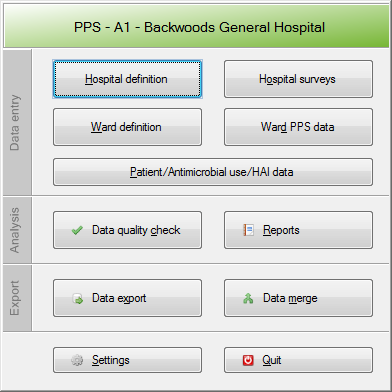 PPS - A1 - Backwoods General Hospital
Data entry
Hospital definition
Hospital surveys
Ward definition
Ward PPS data
Patient/Antimicrobial use/HAI data
Analysis
Data quality check
Reports
Export
Data export
Data merge
Settings
Quit